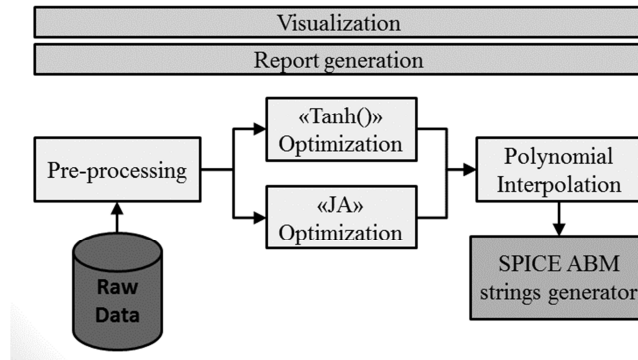 Visualization
Report generation
«Tanh()»
Optimization
Pre-processing
Polynomial
Interpolation
«JA»
Optimization
Raw
Data
SPICE ABM
strings generator